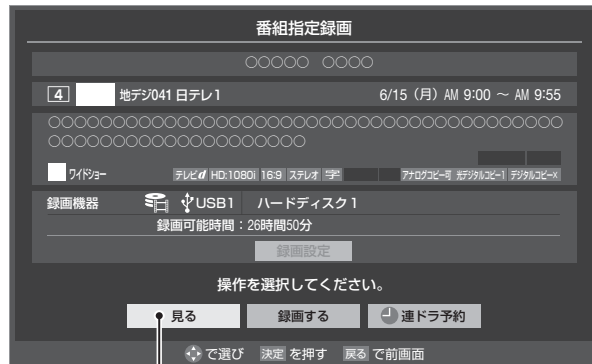 番組指定録画
○○○○○ ○○○○
4 地デジ041 日テレ1 6/15（月）AM 9:00 ～ AM 9:55
○○○○○○○○○○○○○○○○○○○○○○○○○○○○○○○○○○○○○○
○○○○○○○○○○○○○○○○○○○
ワイドショー テレビd HD:1080i 16:9 ステレオ 字 アナログコピー可 光デジタルコピー1 デジタルコピー×
録画機器 USB1 ハードディスク1
録画可能時間：26時間50分
録画設定
操作を選択してください。
見る 録画する 連ドラ予約
で選び 決定 を押す 戻る で前画面